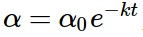 α = α₀e⁻ᵏᵗ